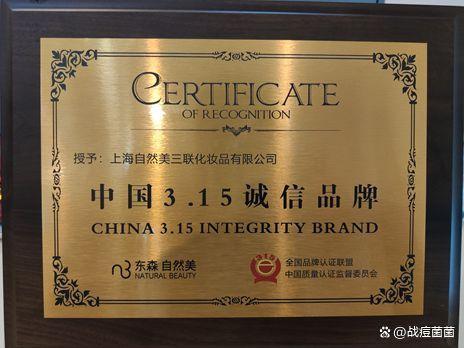 CERTIFICATE
OF RECOGNITION
授予：上海自然美三联化妆品有限公司
中国3.15诚信品牌
CHINA 3.15 INTEGRITY BRAND
东森 自然美
NATURAL BEAUTY
315
全国品牌认证联盟
中国质量认证监督委员会
@战痘菌菌